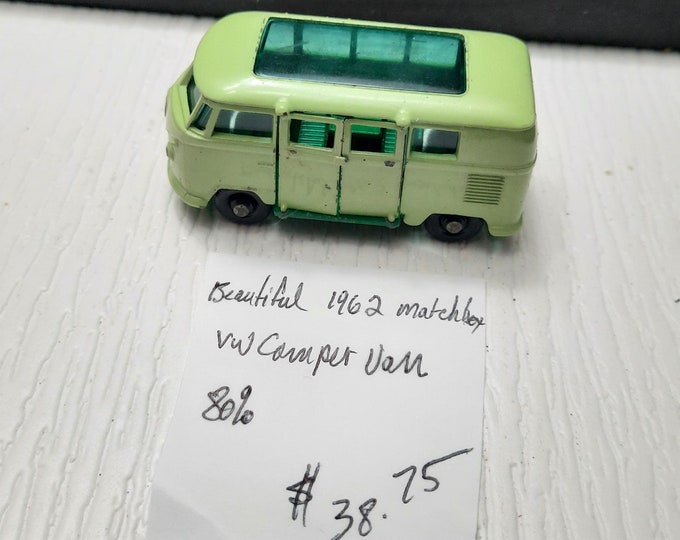 Beautiful 1962 matchbox
VW Camper Van
80%
$38.75